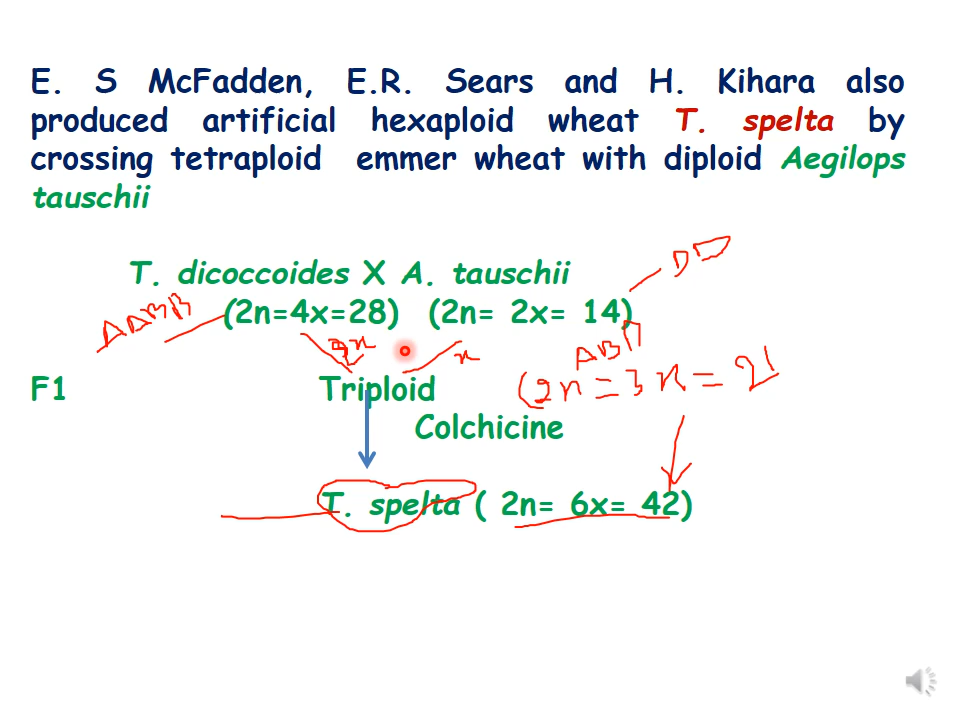 E. S McFadden, E.R. Sears and H. Kihara also
produced artificial hexaploid wheat T. spelta by
crossing tetraploid emmer wheat with diploid Aegilops
tauschii
T. dicoccoides X A. tauschii
DD
AABB
(2n=4x=28) (2n= 2x= 14)
2x
x
ABD
F1 Triploid (2n=3x=21
Colchicine
T. spelta ( 2n= 6x= 42)